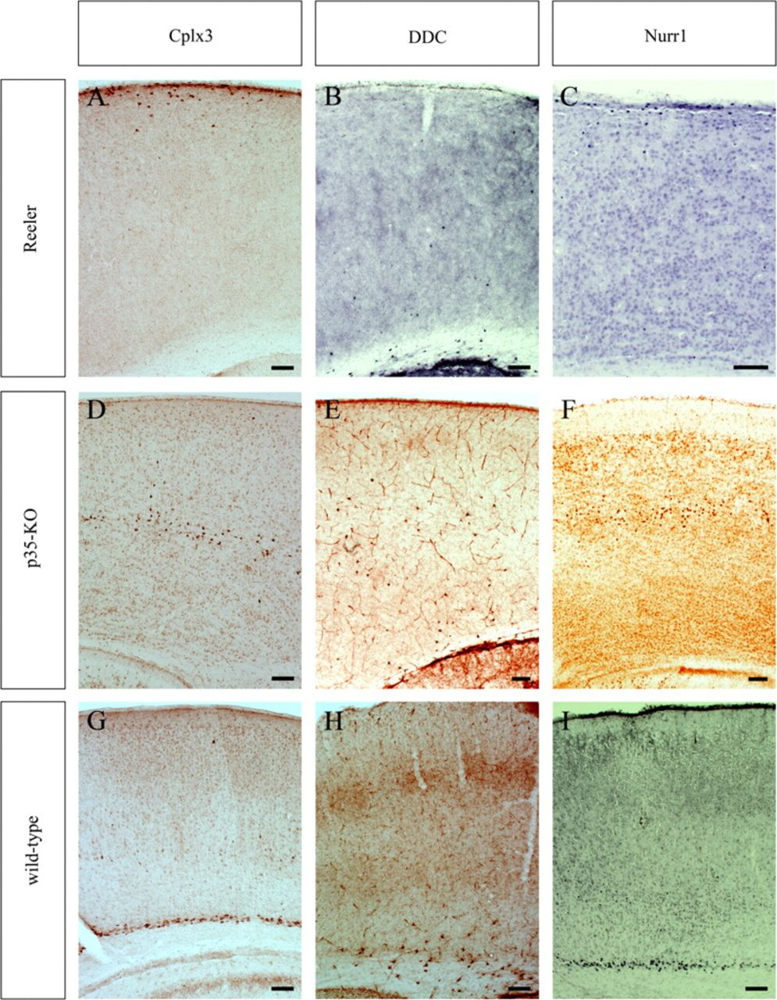 Cplx3
DDC
Nurr1
Reeler
A
B
C
p35-KO
D
E
F
wild-type
G
H
I